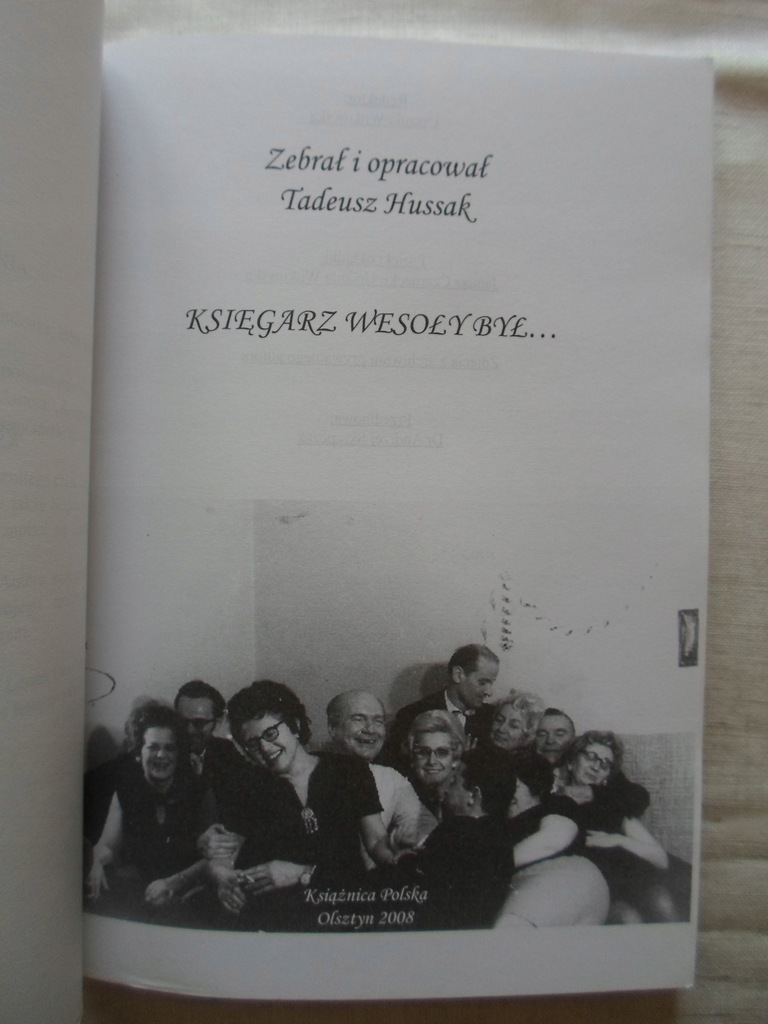 Zebrał i opracował
Tadeusz Hussak
KSIĘGARZ WESOŁY BYŁ...
Książnica Polska
Olsztyn 2008